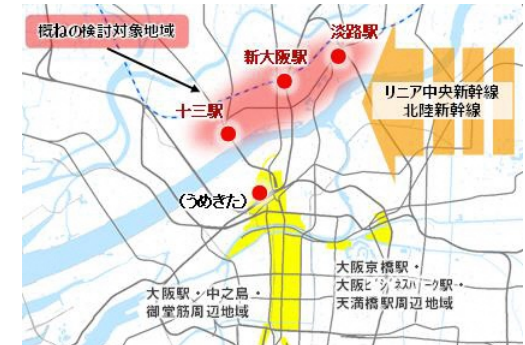 概ねの検討対象地域
淡路駅
新大阪駅
十三駅
リニア中央新幹線
北陸新幹線
(うめきた)
大阪駅・中之島・
御堂筋周辺地域
大阪京橋駅・
大阪ﾋﾞｼﾞﾈｽﾊﾟｰｸ駅・
天満橋駅周辺地域